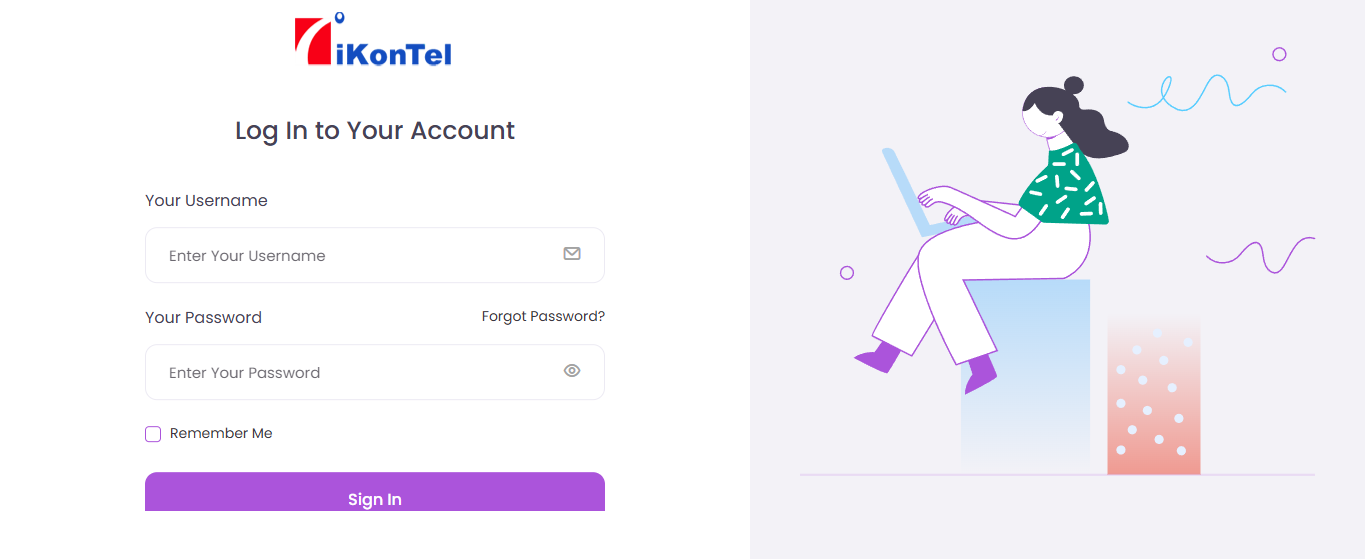 iKonTel
Log In to Your Account
Your Username
Enter Your Username
Your Password
Forgot Password?
Enter Your Password
Remember Me
Sign In